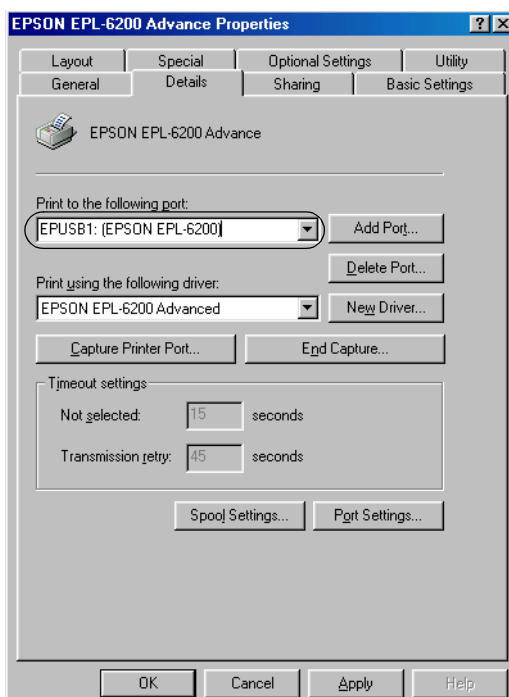 EPSON EPL-6200 Advance Properties
Layout Special Optional Settings Utility
General Details Sharing Basic Settings
EPSON EPL-6200 Advance
Print to the following port:
EPUSB1: (EPSON EPL-6200)
Add Port...
Delete Port...
Print using the following driver:
EPSON EPL-6200 Advanced
New Driver...
Capture Printer Port...
End Capture...
Timeout settings
Not selected: 15 seconds
Transmission retry: 45 seconds
Spool Settings...
Port Settings...
OK Cancel Apply Help